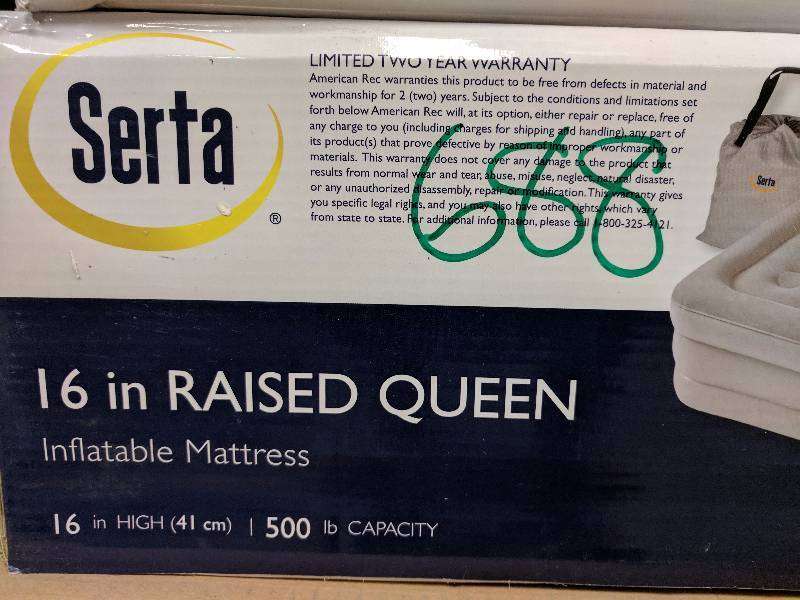 Serta
®
LIMITED TWO YEAR WARRANTY
American Rec warranties this product to be free from defects in material and
workmanship for 2 (two) years. Subject to the conditions and limitations set
forth below American Rec will, at its option, either repair or replace, free of
any charge to you (including charges for shipping and handling), any part of
its product(s) that prove defective by reason of improper workmanship or
materials. This warranty does not cover any damage to the product that
results from normal wear and tear, abuse, misuse, neglect, natural disaster,
or any unauthorized disassembly, repair or modification. This warranty gives
you specific legal rights, and you may also have other rights, which vary
from state to state. For additional information, please call 1-800-325-4121.
688
Serta
16 in RAISED QUEEN
Inflatable Mattress
16 in HIGH (41 cm) | 500 lb CAPACITY